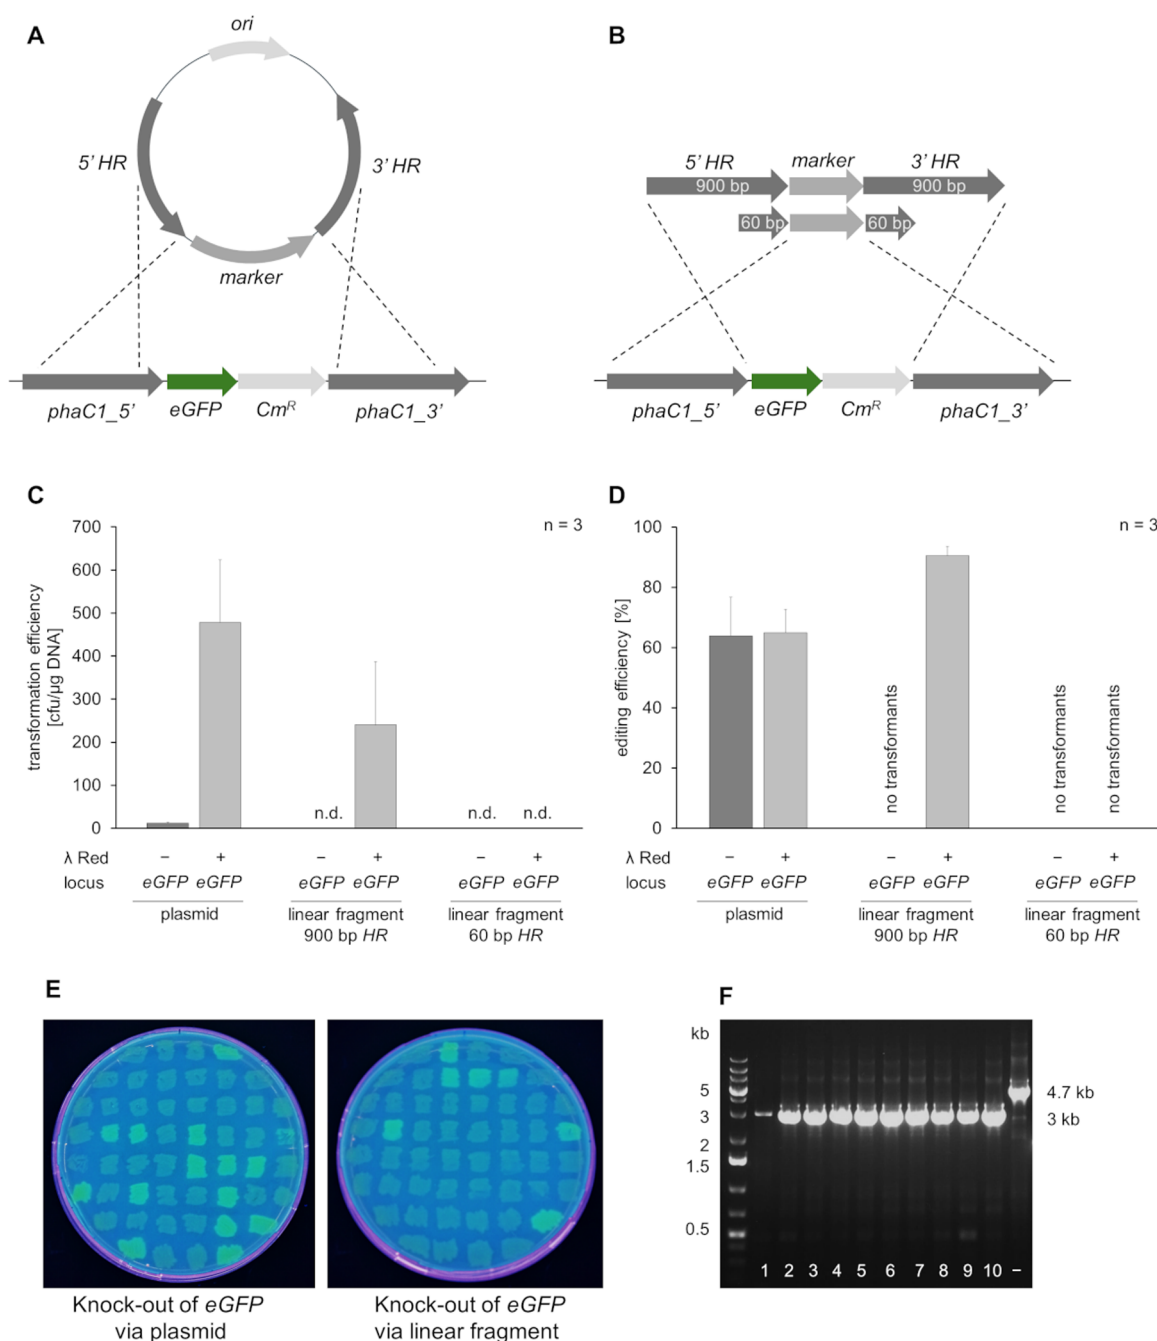 A
ori
5' HR
3' HR
marker
phaC1_5'
eGFP
CmR
phaC1_3'
B
5' HR
marker
3' HR
900 bp
900 bp
60 bp
60 bp
phaC1_5'
eGFP
CmR
phaC1_3'
C
n = 3
transformation efficiency
[cfu/µg DNA]
700
600
500
400
300
200
100
0
n.d.
n.d.
n.d.
λ Red – + – + – +
locus eGFP eGFP eGFP eGFP eGFP eGFP
plasmid
linear fragment
900 bp HR
linear fragment
60 bp HR
D
n = 3
editing efficiency [%]
100
80
60
40
20
0
no transformants
no transformants
no transformants
λ Red – + – + – +
locus eGFP eGFP eGFP eGFP eGFP eGFP
plasmid
linear fragment
900 bp HR
linear fragment
60 bp HR
E
Knock-out of eGFP
via plasmid
Knock-out of eGFP
via linear fragment
F
kb
5
3
2
1.5
0.5
4.7 kb
3 kb
1 2 3 4 5 6 7 8 9 10 –